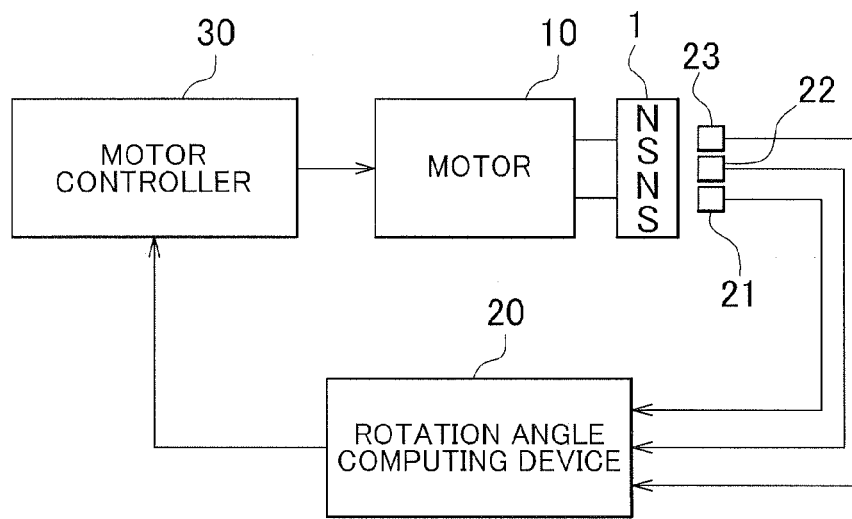 30
10
1
23
22
MOTOR
CONTROLLER
MOTOR
N
S
N
S
21
20
ROTATION ANGLE
COMPUTING DEVICE